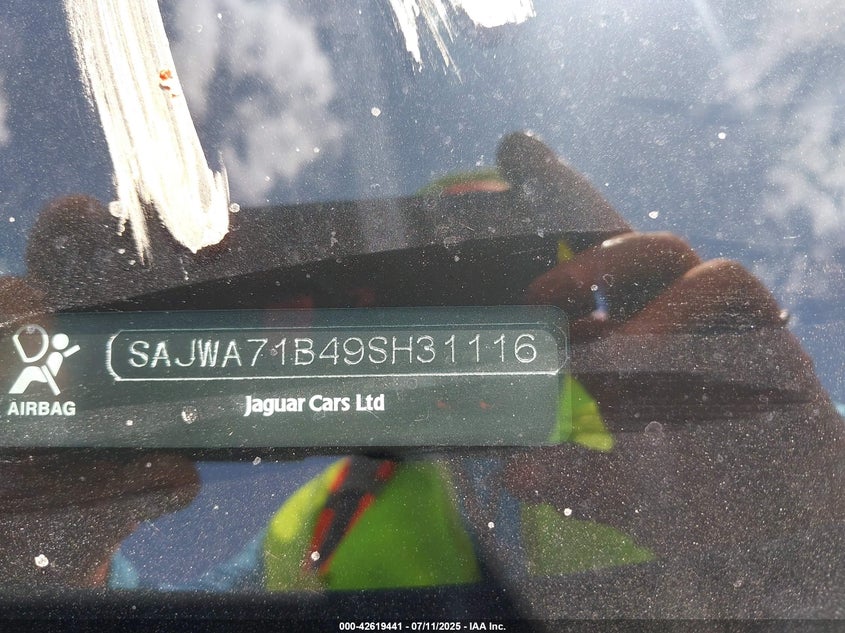 SAJWA71B49SH31116
AIRBAG
Jaguar Cars Ltd
000-42619441 - 07/11/2025 - IAA Inc.